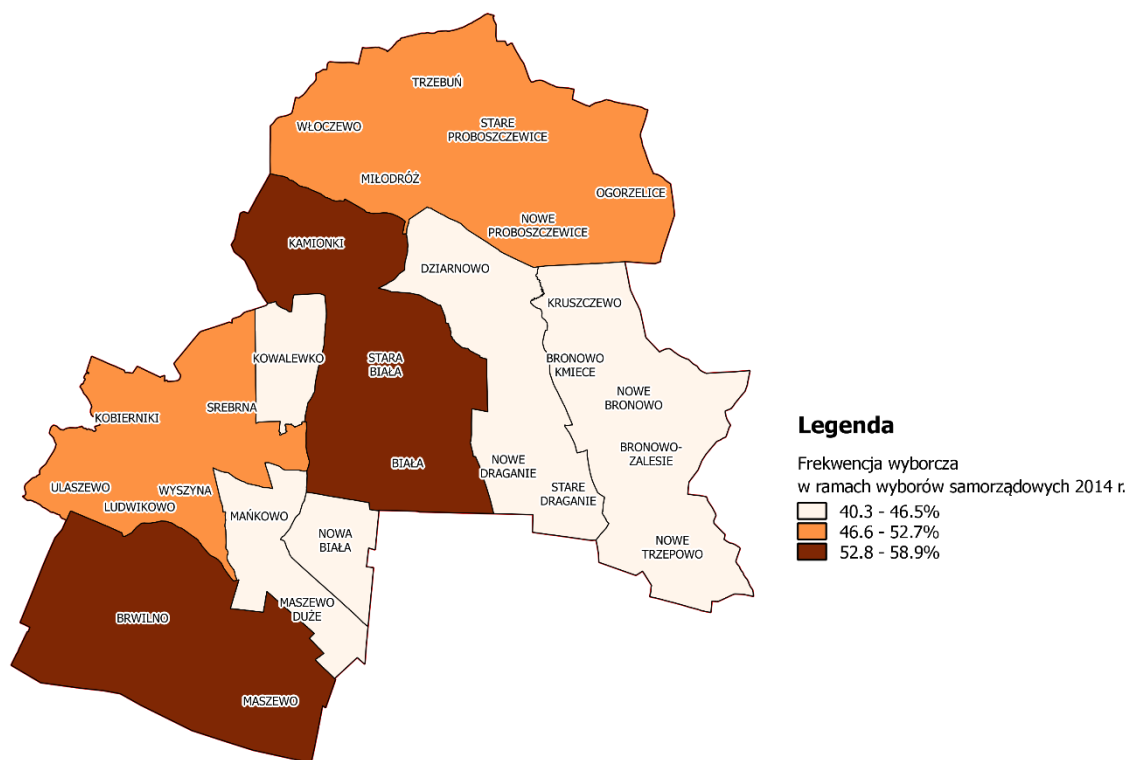 TRZEBUŃ
WŁOCZEWO
STARE
PROBOSZCZEWICE
MIŁODRÓŻ
OGORZELICE
NOWE
PROBOSZCZEWICE
KAMIONKI
DZIARNOWO
KRUSZCZEWO
KOWALEWKO
STARA
BIAŁA
BRONOWO
KMIECE
NOWE
BRONOWO
SREBRNA
KOBIERNIKI
BRONOWO-
ZALESIE
BIAŁA
NOWE
DRAGANIE
ULASZEWO
WYSZYNA
LUDWIKOWO
STARE
DRAGANIE
MAŃKOWO
NOWA
BIAŁA
NOWE
TRZEPOWO
MASZEWO
DUŻE
BRWILNO
MASZEWO
Legenda
Frekwencja wyborcza
w ramach wyborów samorządowych 2014 r.
40.3 - 46.5%
46.6 - 52.7%
52.8 - 58.9%